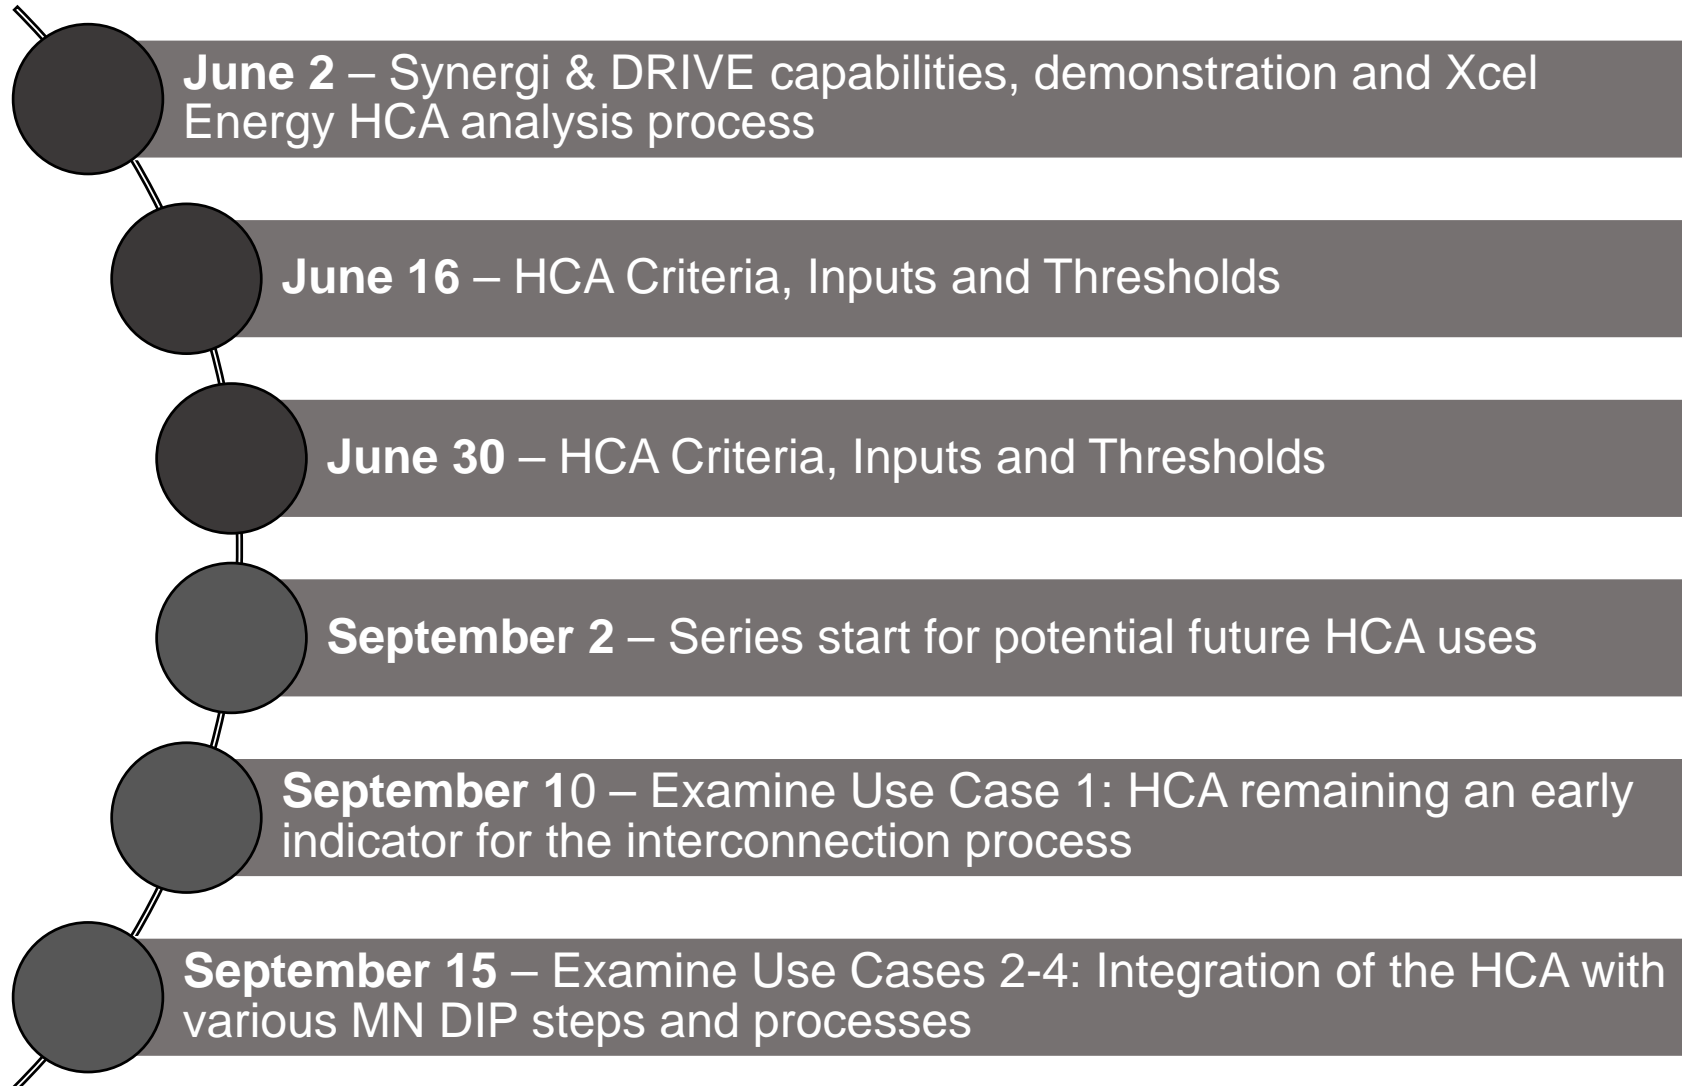 June 2 – Synergi & DRIVE capabilities, demonstration and Xcel
Energy HCA analysis process
June 16 – HCA Criteria, Inputs and Thresholds
June 30 – HCA Criteria, Inputs and Thresholds
September 2 – Series start for potential future HCA uses
September 10 – Examine Use Case 1: HCA remaining an early
indicator for the interconnection process
September 15 – Examine Use Cases 2-4: Integration of the HCA with
various MN DIP steps and processes